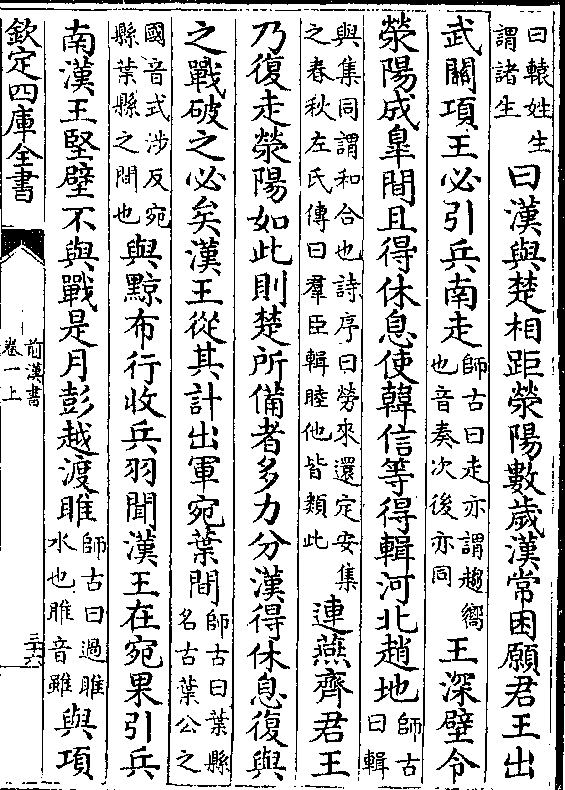 曰轅姓生
謂諸生
曰漢與楚相距滎陽數歲漢常困願君王出
武關項王必引兵南走
師古曰走亦謂趨嚮
也音奏次後亦同
王深壁令
滎陽成臯間且得休息使韓信等得輯河北趙地
師古
曰輯
與集同謂和合也詩序曰勞來還定安集
之春秋左氏傳曰羣臣輯睦他皆類此
連燕齊君王
乃復走滎陽如此則楚所備者多力分漢得休息復與
之戰破之必矣漢王從其計出軍宛葉間
師古曰葉縣
名古葉公之
國音式涉反宛
縣葉縣之間也
與黥布行收兵羽聞漢王在宛果引兵
南漢王堅壁不與戰是月彭越渡睢
師古曰過睢
水也睢音雖
與項
欽定四庫全書
前漢書
卷一上
三十六